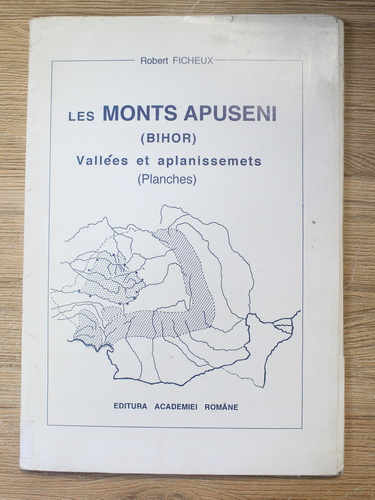 Robert FICHEUX
LES MONTS APUSENI
(BIHOR)
Vallées et aplanissemets
(Planches)
EDITURA ACADEMIEI ROMÂNE